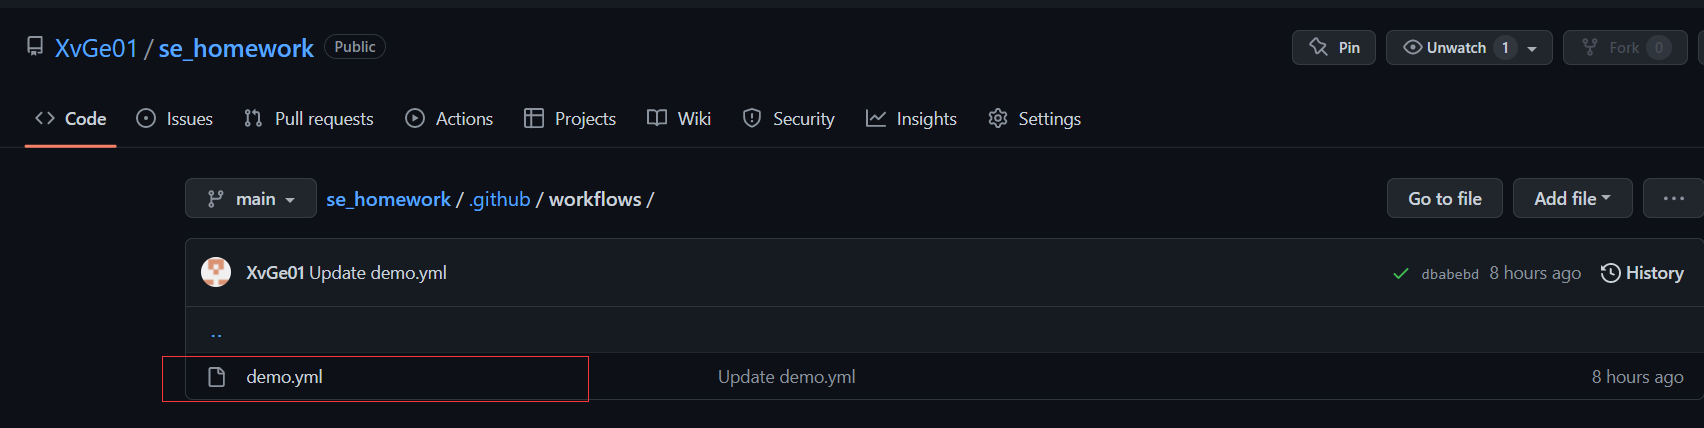 XvGe01 / se_homework Public Pin Unwatch 1 Fork 0
Code Issues Pull requests Actions Projects Wiki Security Insights Settings
main se_homework / .github / workflows / Go to file Add file ...
XvGe01 Update demo.yml dbabebd 8 hours ago History
..
demo.yml Update demo.yml 8 hours ago